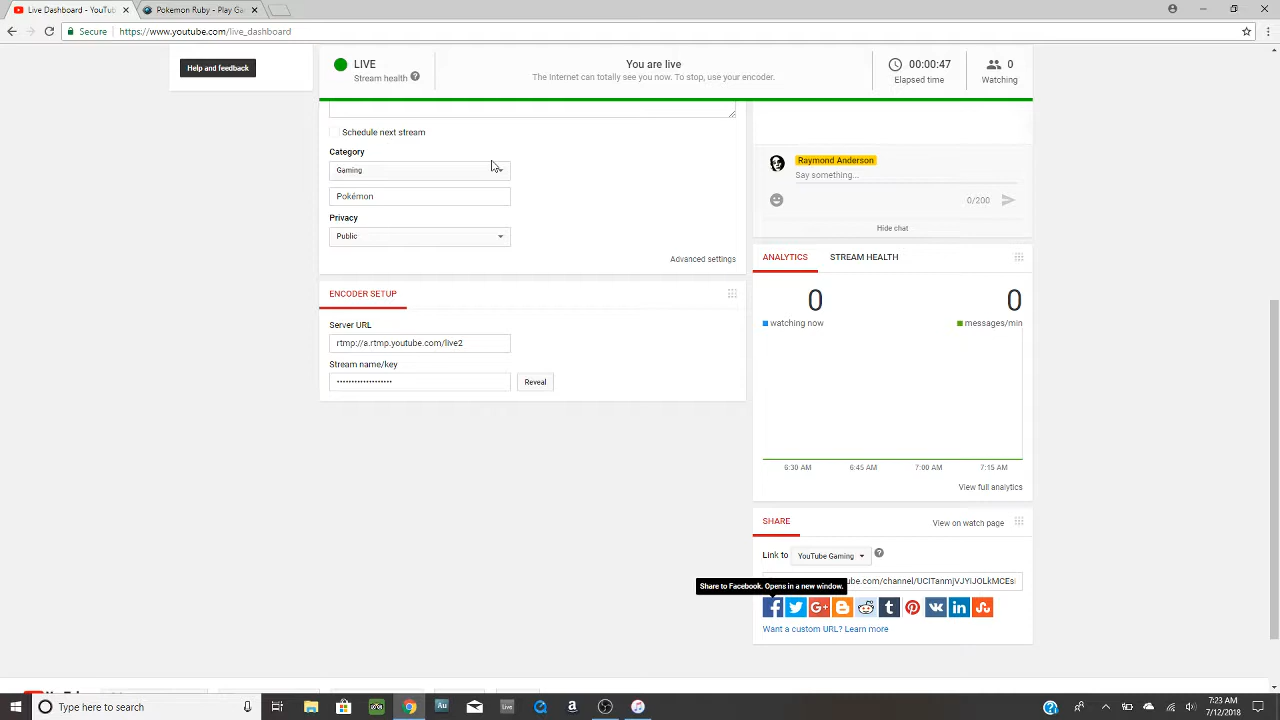 Live Dashboard - YouTub
Pokemon Ruby - Play Ga
Secure
https://www.youtube.com/live_dashboard
Help and feedback
LIVE
Stream health
You are live
The Internet can totally see you now. To stop, use your encoder.
00:00:47
Elapsed time
0
Watching
Schedule next stream
Category
Gaming
Pokémon
Privacy
Public
Advanced settings
ENCODER SETUP
Server URL
rtmp://a.rtmp.youtube.com/live2
Stream name/key
••••••••••••••••••
Reveal
Raymond Anderson
Say something...
0/200
Hide chat
ANALYTICS
STREAM HEALTH
0
0
watching now
messages/min
6:30 AM
6:45 AM
7:00 AM
7:15 AM
View full analytics
SHARE
View on watch page
Link to
YouTube Gaming
Share to Facebook. Opens in a new window.
Want a custom URL? Learn more
Type here to search
Au
Live
7:23 AM
7/12/2018